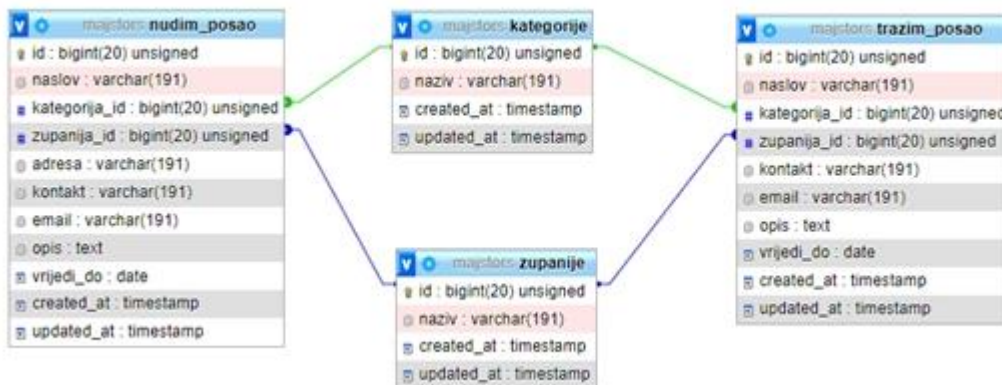 majstors nudim_posao
id : bigint(20) unsigned
naslov : varchar(191)
kategorija_id : bigint(20) unsigned
zupanija_id : bigint(20) unsigned
adresa : varchar(191)
kontakt : varchar(191)
email : varchar(191)
opis : text
vrijedi_do : date
created_at : timestamp
updated_at : timestamp
majstors kategorije
id : bigint(20) unsigned
naziv : varchar(191)
created_at : timestamp
updated_at : timestamp
majstors zupanije
id : bigint(20) unsigned
naziv : varchar(191)
created_at : timestamp
updated_at : timestamp
majstors trazim_posao
id : bigint(20) unsigned
naslov : varchar(191)
kategorija_id : bigint(20) unsigned
zupanija_id : bigint(20) unsigned
kontakt : varchar(191)
email : varchar(191)
opis : text
vrijedi_do : date
created_at : timestamp
updated_at : timestamp